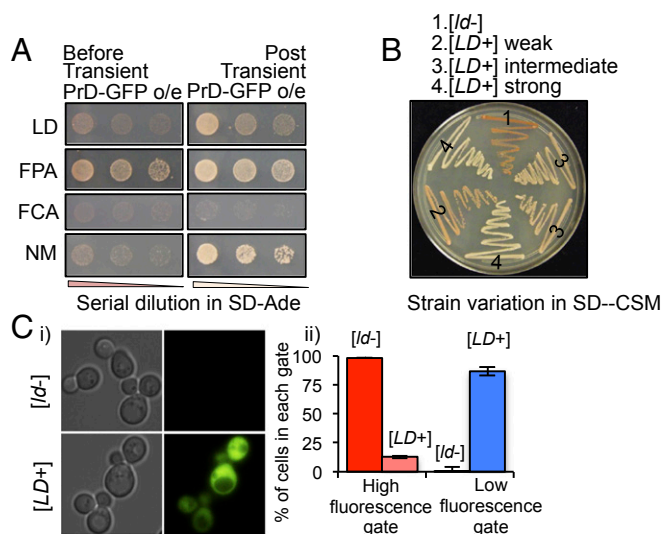 A
Before
Transient
PrD-GFP o/e
Post
Transient
PrD-GFP o/e
LD
FPA
FCA
NM
Serial dilution in SD-Ade
B
1.[ld-]
2.[LD+] weak
3.[LD+] intermediate
4.[LD+] strong
1
4
3
2
3
4
Strain variation in SD--CSM
C i)
[ld-]
[LD+]
ii)
% of cells in each gate
100
75
50
25
0
[ld-]
[LD+]
[ld-]
[LD+]
High
fluorescence
gate
Low
fluorescence
gate